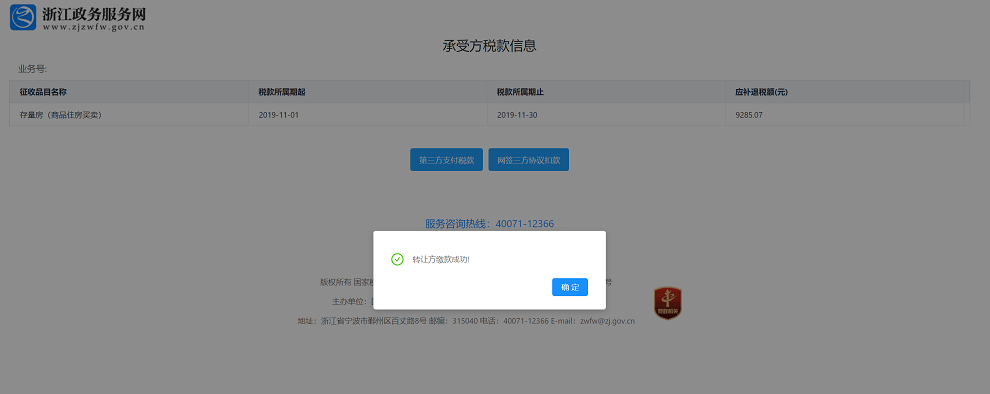 浙江政务服务网
www.zjzwfw.gov.cn
承受方税款信息
业务号:
征收品目名称 税款所属期起 税款所属期止 应补退税额(元)
存量房（商品住房买卖） 2019-11-01 2019-11-30 9285.07
第三方支付税款 网签三方协议扣款
服务咨询热线：40071-12366
转让方缴款成功!
确 定
版权所有 国家 号
主办单位：
地址：浙江省宁波市鄞州区百丈路8号 邮编：315040 电话：40071-12366 E-mail：zwfw@zj.gov.cn
党政机关